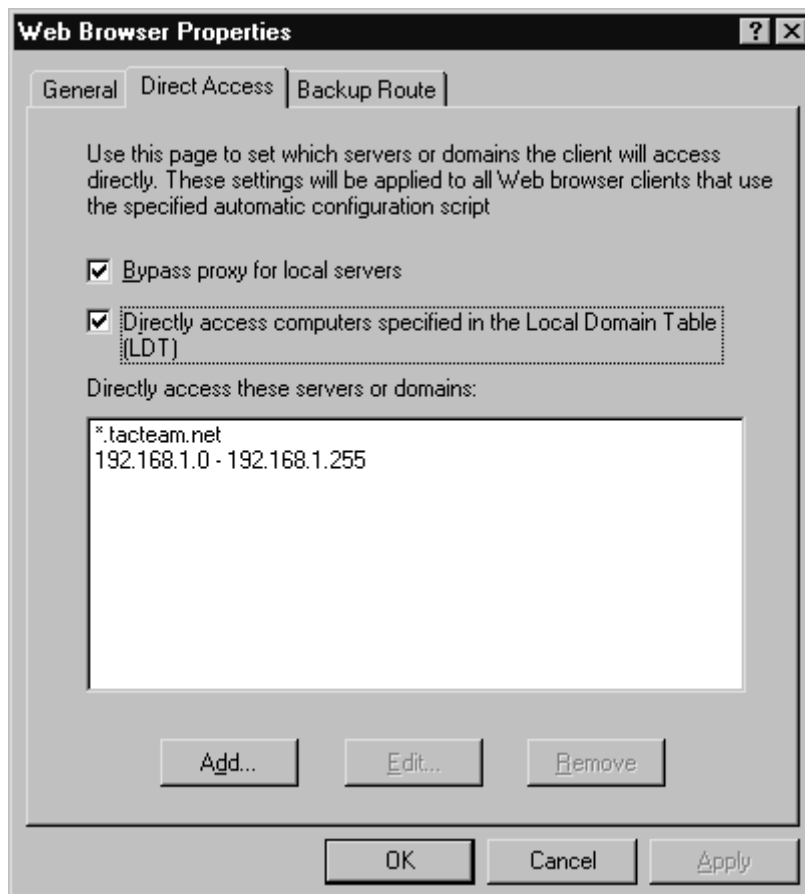 Web Browser Properties
?
General
Direct Access
Backup Route
Use this page to set which servers or domains the client will access
directly. These settings will be applied to all Web browser clients that use
the specified automatic configuration script
Bypass proxy for local servers
Directly access computers specified in the Local Domain Table
(LDT)
Directly access these servers or domains:
*.tacteam.net
192.168.1.0 - 192.168.1.255
Add...
Edit...
Remove
OK
Cancel
Apply